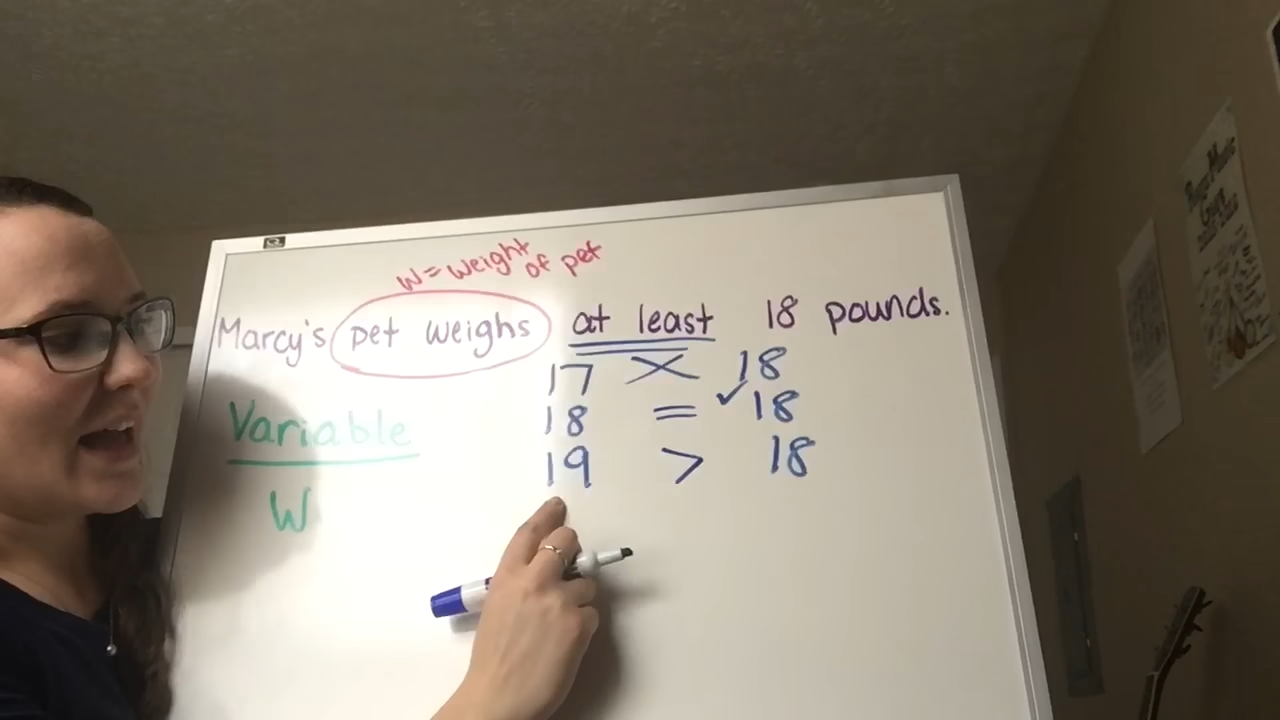 W = weight
of pet
Marcy's pet weighs at least 18 pounds.
17 X 18
18 = ✓ 18
19 > 18
Variable
W